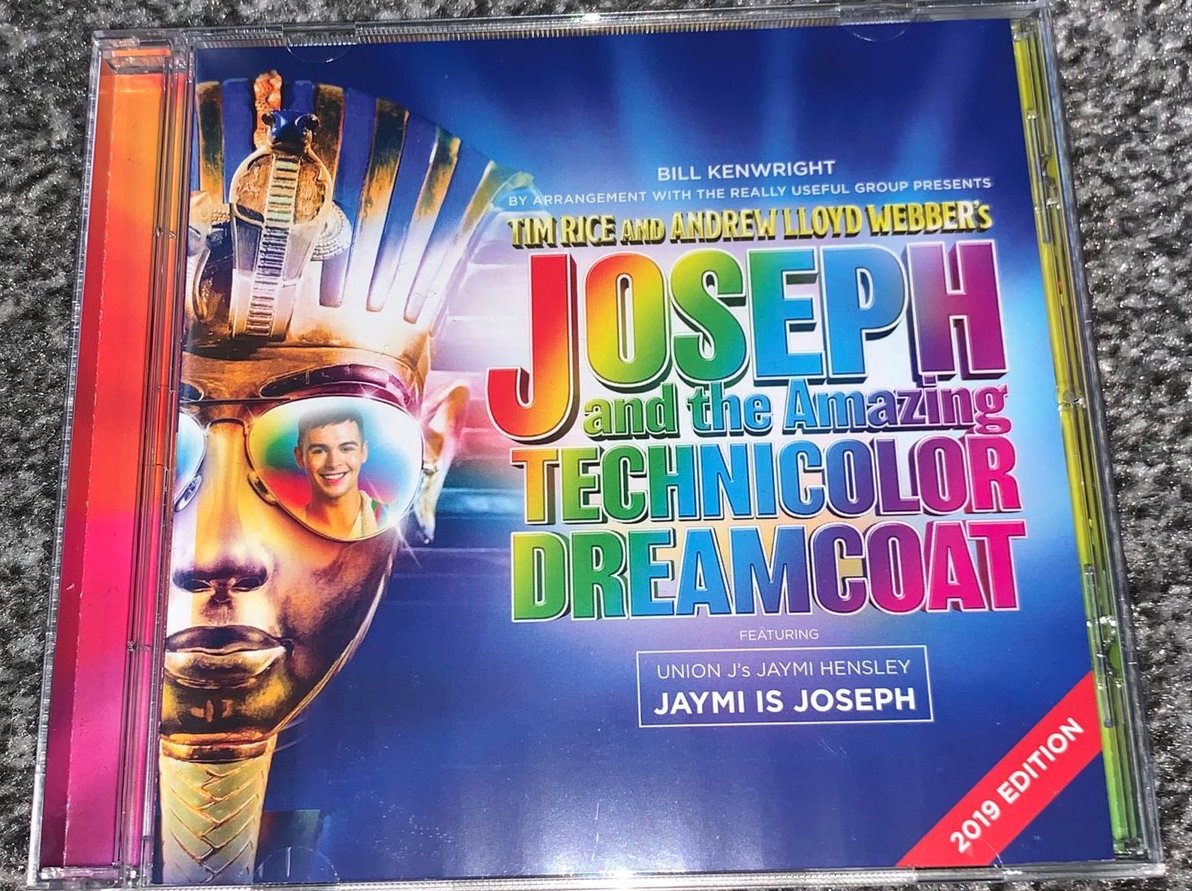 BILL KENWRIGHT
BY ARRANGEMENT WITH THE REALLY USEFUL GROUP PRESENTS
TIM RICE AND ANDREW LLOYD WEBBER'S
JOSEPH
and the Amazing
TECHNICOLOR
DREAMCOAT
FEATURING
UNION J's JAYMI HENSLEY
JAYMI IS JOSEPH
2019 EDITION